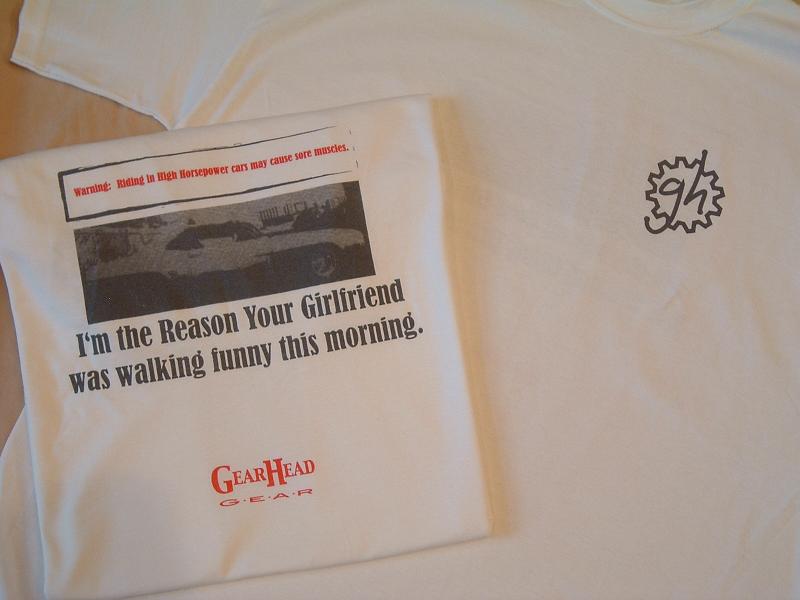 Warning: Riding in High Horsepower cars may cause sore muscles.
I'm the Reason Your Girlfriend
was walking funny this morning.
GEARHEAD
G·E·A·R
gh